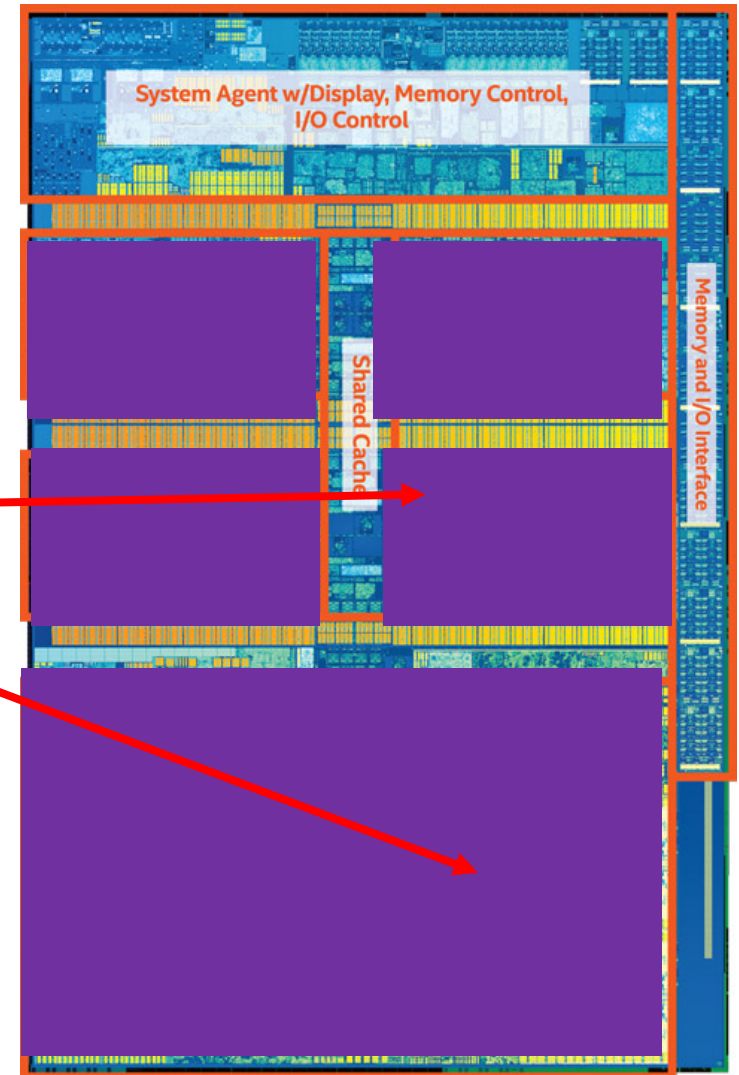 System Agent w/Display, Memory Control,
I/O Control
Shared Cache
Memory and I/O Interface